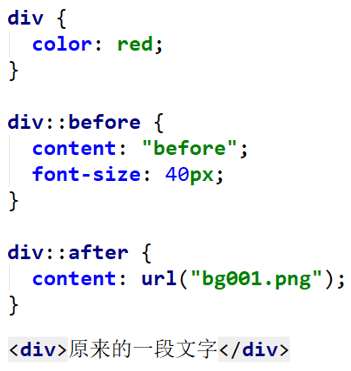 div {
  color: red;
}

div::before {
  content: "before";
  font-size: 40px;
}

div::after {
  content: url("bg001.png");
}

<div>原来的一段文字</div>